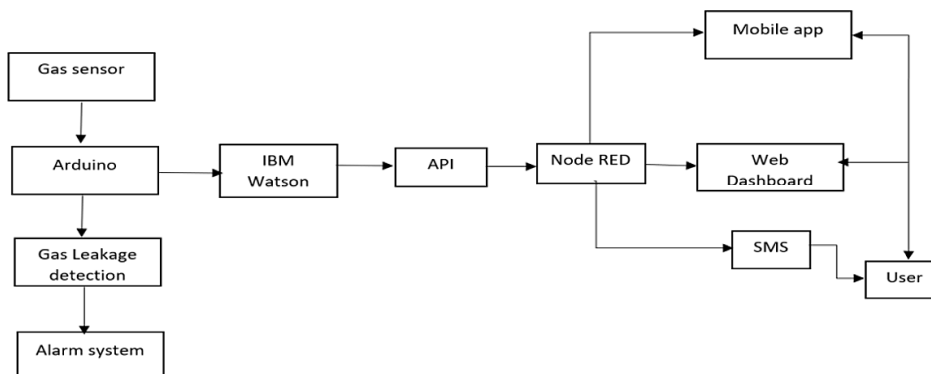 Mobile app
Gas sensor
Arduino
IBM
Watson
API
Node RED
Web
Dashboard
Gas Leakage
detection
SMS
User
Alarm system